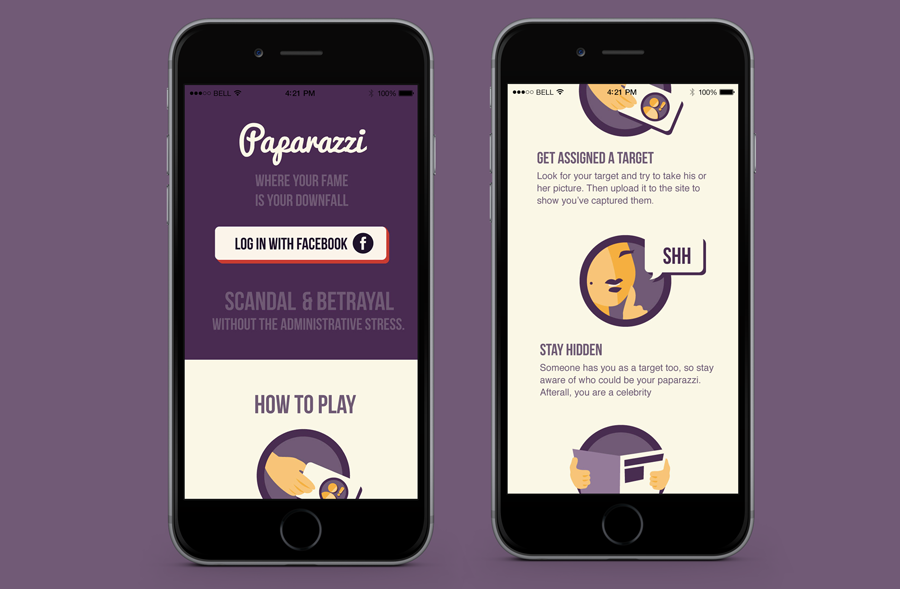 BELL 4:21 PM 100%
Paparazzi
WHERE YOUR FAME
IS YOUR DOWNFALL
LOG IN WITH FACEBOOK f
SCANDAL & BETRAYAL
WITHOUT THE ADMINISTRATIVE STRESS.
HOW TO PLAY
BELL 4:21 PM 100%
GET ASSIGNED A TARGET
Look for your target and try to take his or
her picture. Then upload it to the site to
show you've captured them.
SHH
STAY HIDDEN
Someone has you as a target too, so stay
aware of who could be your paparazzi.
Afterall, you are a celebrity